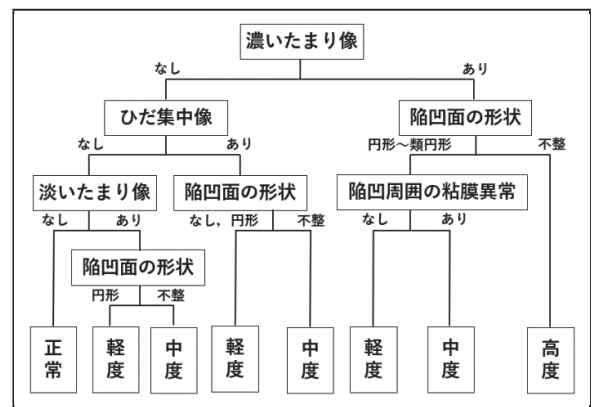 濃いたまり像
なし
あり
ひだ集中像
陥凹面の形状
なし
あり
円形〜類円形
不整
淡いたまり像
陥凹面の形状
陥凹周囲の粘膜異常
なし
あり
なし，円形
不整
なし
あり
陥凹面の形状
円形
不整
正常
軽度
中度
軽度
中度
軽度
中度
高度